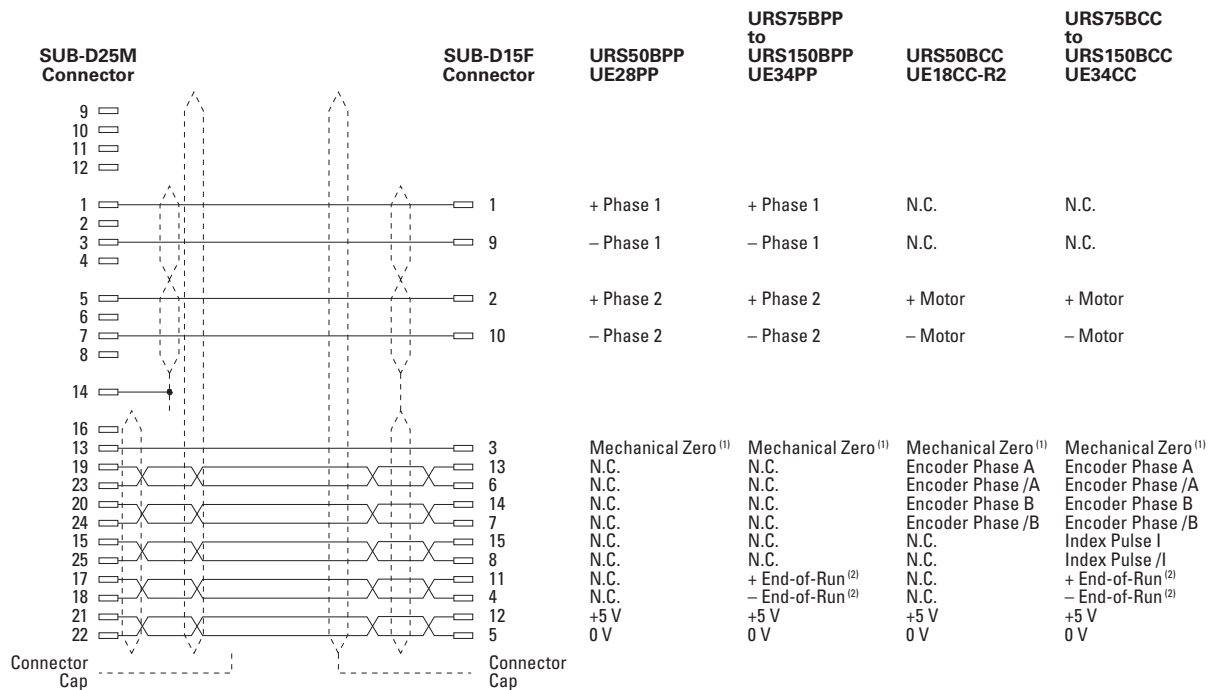 SUB-D25M Connector SUB-D15F Connector URS50BPP UE28PP URS75BPP to URS150BPP UE34PP URS50BCC UE18CC-R2 URS75BCC to URS150BCC UE34CC
9
10
11
12
1 1 + Phase 1 + Phase 1 N.C. N.C.
2
3 9 – Phase 1 – Phase 1 N.C. N.C.
4
5 2 + Phase 2 + Phase 2 + Motor + Motor
6
7 10 – Phase 2 – Phase 2 – Motor – Motor
8
14
16
13 3 Mechanical Zero (1) Mechanical Zero (1) Mechanical Zero (1) Mechanical Zero (1)
19 13 N.C. N.C. Encoder Phase A Encoder Phase A
23 6 N.C. N.C. Encoder Phase /A Encoder Phase /A
20 14 N.C. N.C. Encoder Phase B Encoder Phase B
24 7 N.C. N.C. Encoder Phase /B Encoder Phase /B
15 15 N.C. N.C. N.C. Index Pulse I
25 8 N.C. N.C. N.C. Index Pulse /I
17 11 N.C. + End-of-Run (2) N.C. + End-of-Run (2)
18 4 N.C. – End-of-Run (2) N.C. – End-of-Run (2)
21 12 +5 V +5 V +5 V +5 V
22 5 0 V 0 V 0 V 0 V
Connector Cap Connector Cap